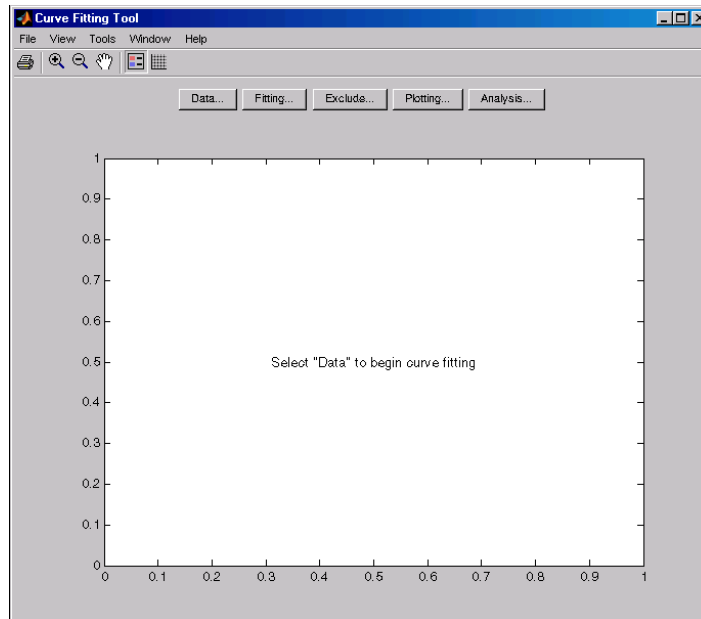 Curve Fitting Tool
File View Tools Window Help
Data... Fitting... Exclude... Plotting... Analysis...
1
0.9
0.8
0.7
0.6
0.5
Select "Data" to begin curve fitting
0.4
0.3
0.2
0.1
0
0 0.1 0.2 0.3 0.4 0.5 0.6 0.7 0.8 0.9 1